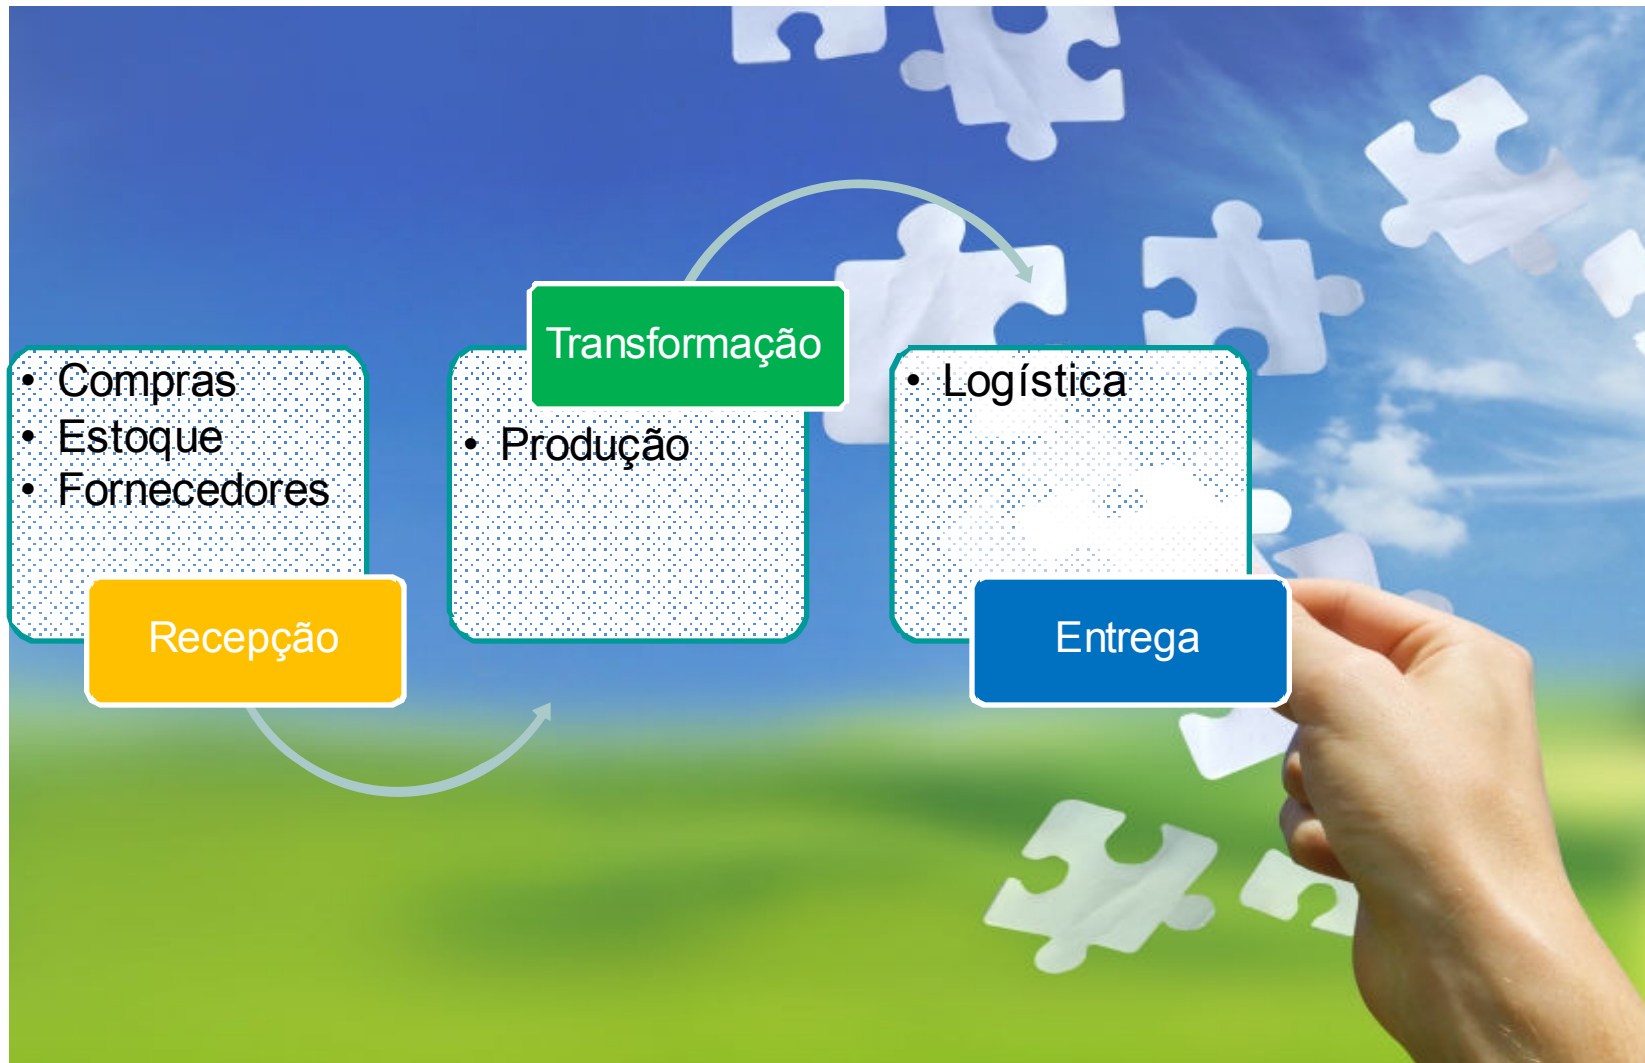 • Compras
• Estoque
• Fornecedores
Recepção
Transformação
• Produção
• Logística
Entrega